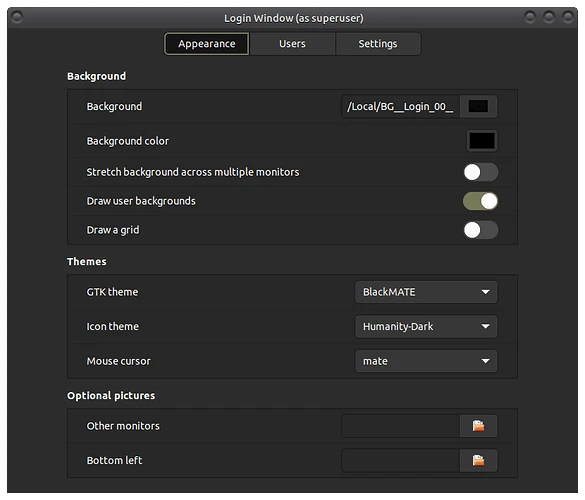 Login Window (as superuser)
Appearance Users Settings
Background
Background /Local/BG__Login_00__
Background color
Stretch background across multiple monitors
Draw user backgrounds
Draw a grid
Themes
GTK theme BlackMATE
Icon theme Humanity-Dark
Mouse cursor mate
Optional pictures
Other monitors
Bottom left